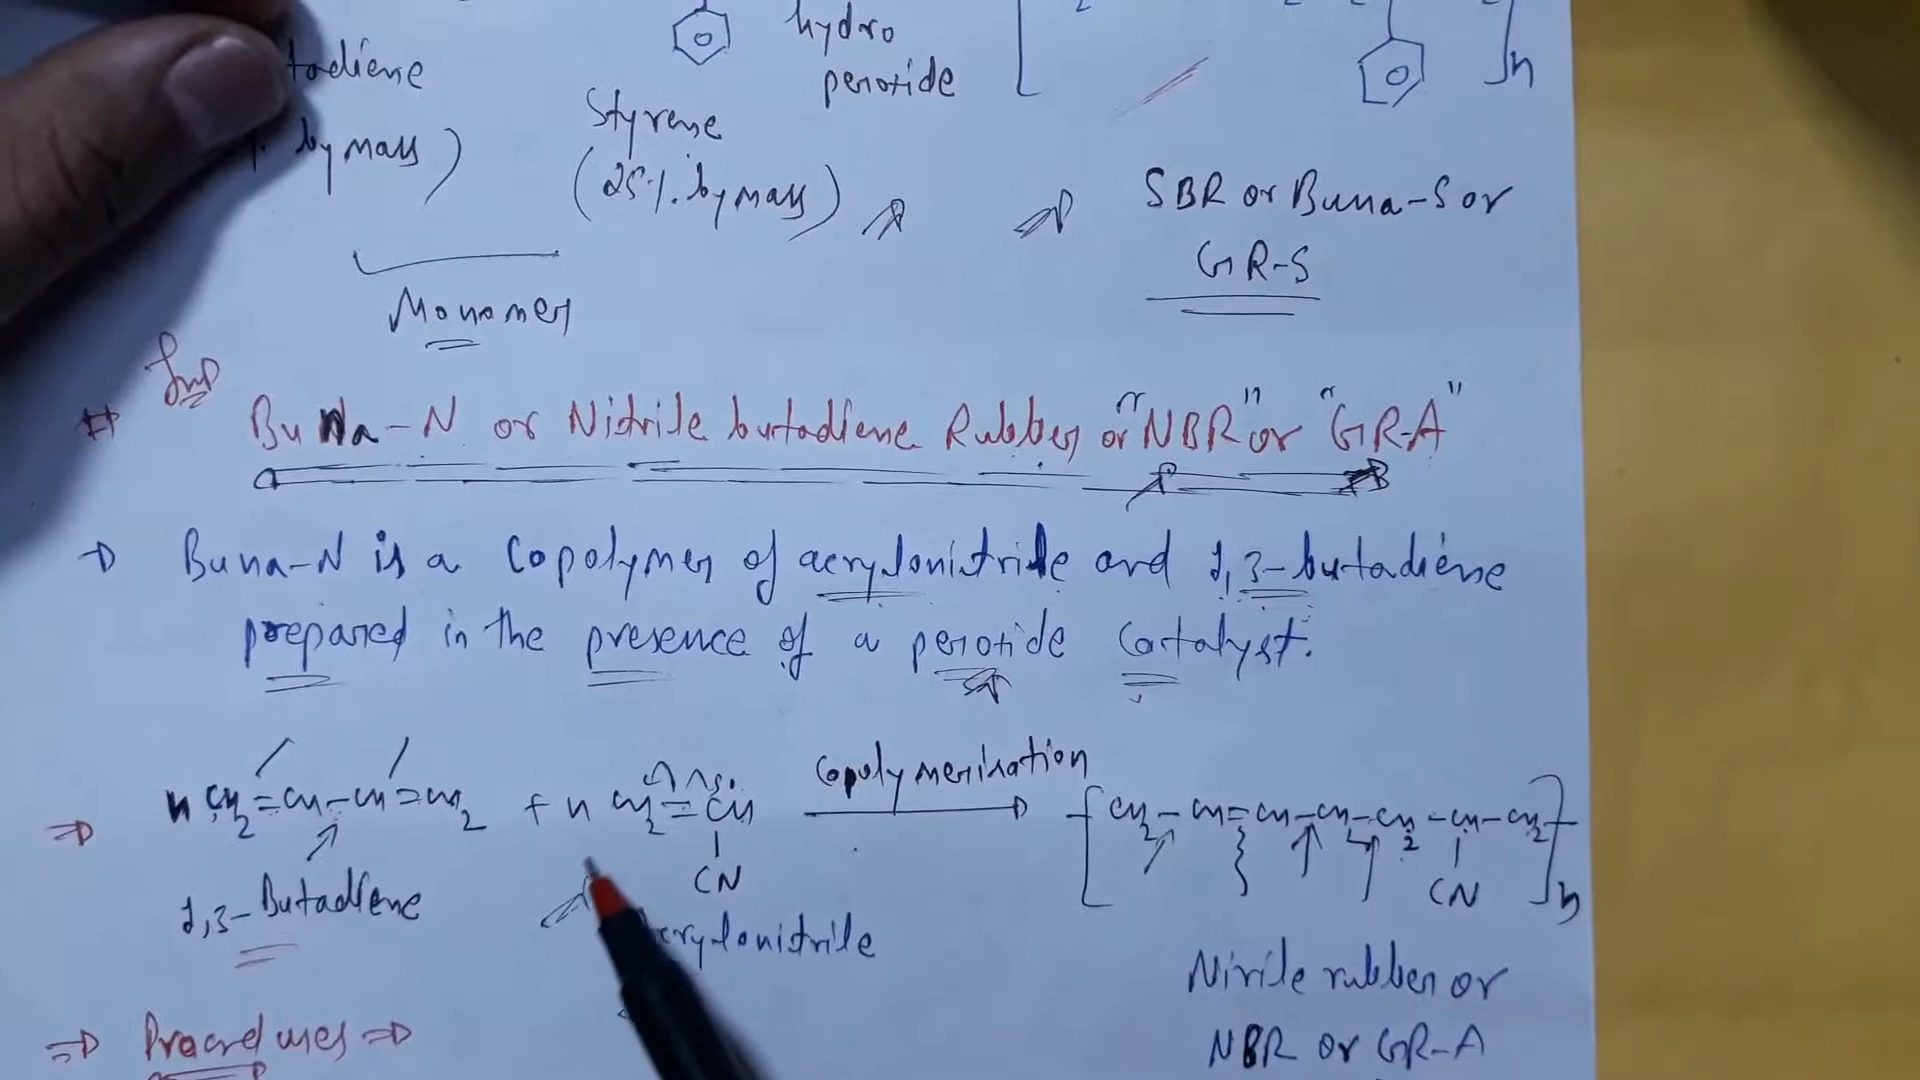 hydro
peroxide
n
tadiene
by mass)
Styrene
(25%. by mass)
Monomer
SBR or Buna-S or
GR-S
Imp
Buna-N or Nitrile butadiene Rubber or "NBR" or "GR-A"
Buna-N is a Copolymer of acrylonitrile and 1,3-butadiene
prepared in the presence of a peroxide Catalyst.
n CH2=CH-CH=CH2 + n CH2=CH Copolymerisation [CH2-CH=CH-CH2-CH2-CH-CH2]n
CN CN
1,3-Butadiene
crylonitrile
Nirile rubber or
NBR or GR-A
Procedures